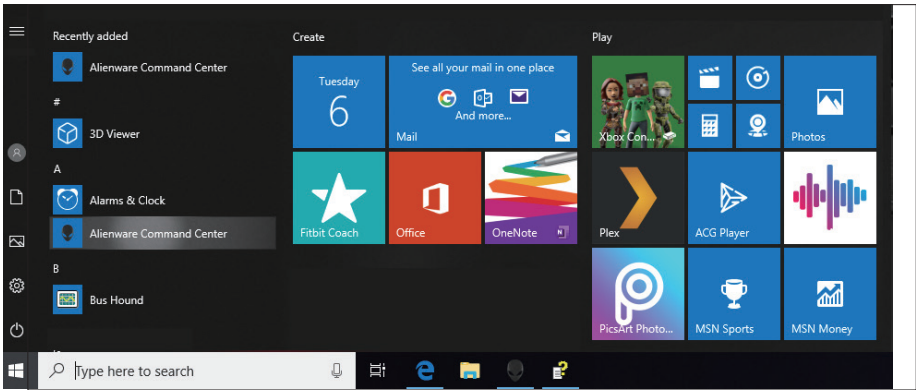 Recently added
Alienware Command Center
#
3D Viewer
A
Alarms & Clock
Alienware Command Center
B
Bus Hound
Create
Tuesday
6
See all your mail in one place
And more...
Mail
Fitbit Coach
Office
OneNote
Play
Xbox Con...
Photos
Plex
ACG Player
PicsArt Photo...
MSN Sports
MSN Money
Type here to search